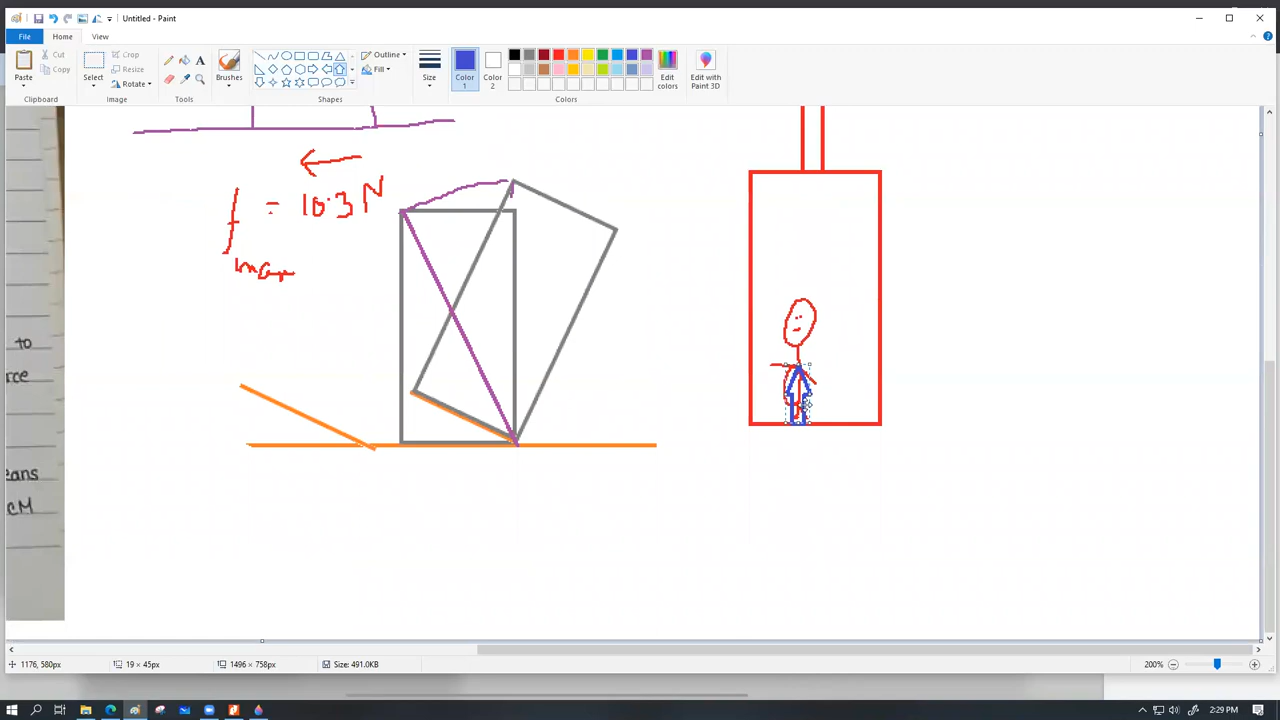 Untitled - Paint
File Home View
Paste
Cut
Copy
Clipboard
Select
Crop
Resize
Rotate
Image
Tools
Brushes
Shapes
Outline
Fill
Size
Color 1
Color 2
Edit colors
Edit with Paint 3D
Colors
f max = 10.3 N
to
rce
eans
CM
1176, 580px
19 × 45px
1496 × 758px
Size: 491.0KB
200%
2:29 PM